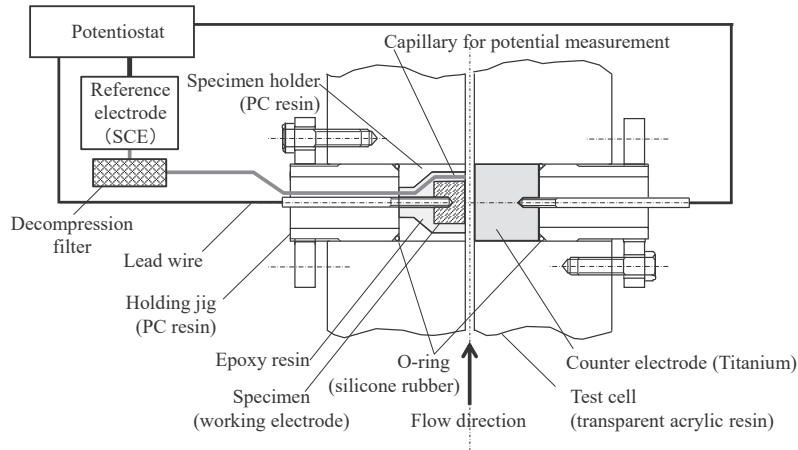 Potentiostat
Capillary for potential measurement
Specimen holder
(PC resin)
Reference
electrode
(SCE)
Decompression
filter
Lead wire
Holding jig
(PC resin)
Epoxy resin
Specimen
(working electrode)
O-ring
(silicone rubber)
Flow direction
Counter electrode (Titanium)
Test cell
(transparent acrylic resin)